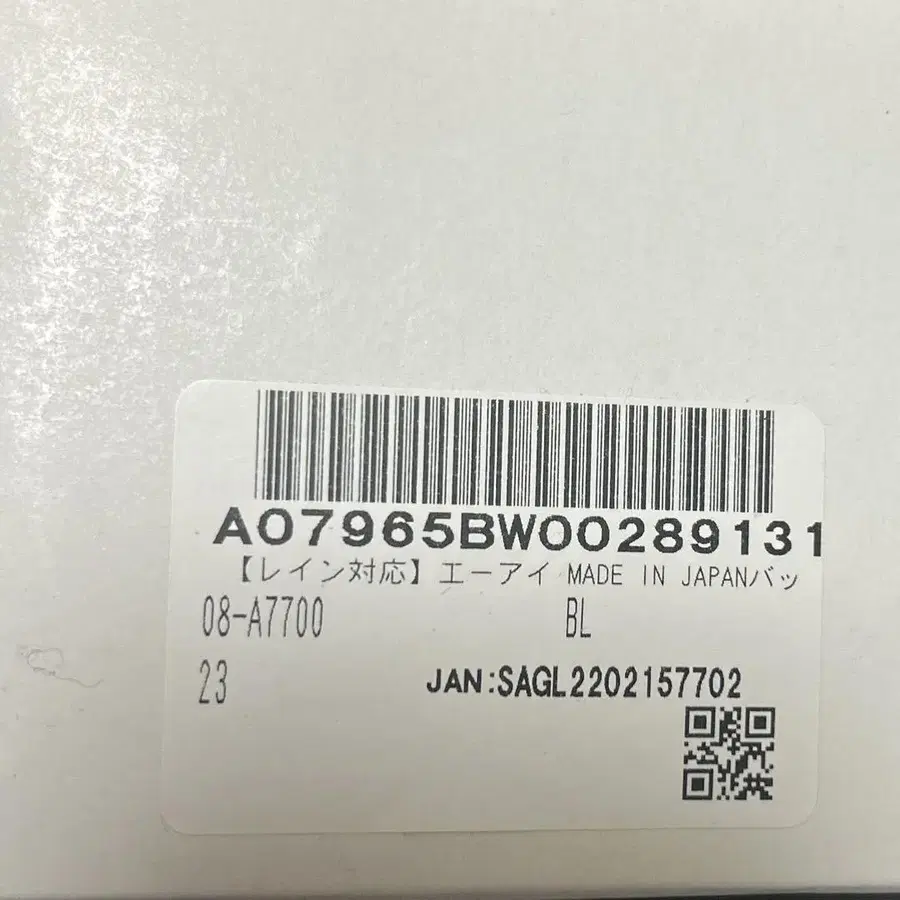 A07965BW00289131
【レイン対応】エーアイ MADE IN JAPANバッ
08-A7700 BL
23 JAN:SAGL2202157702